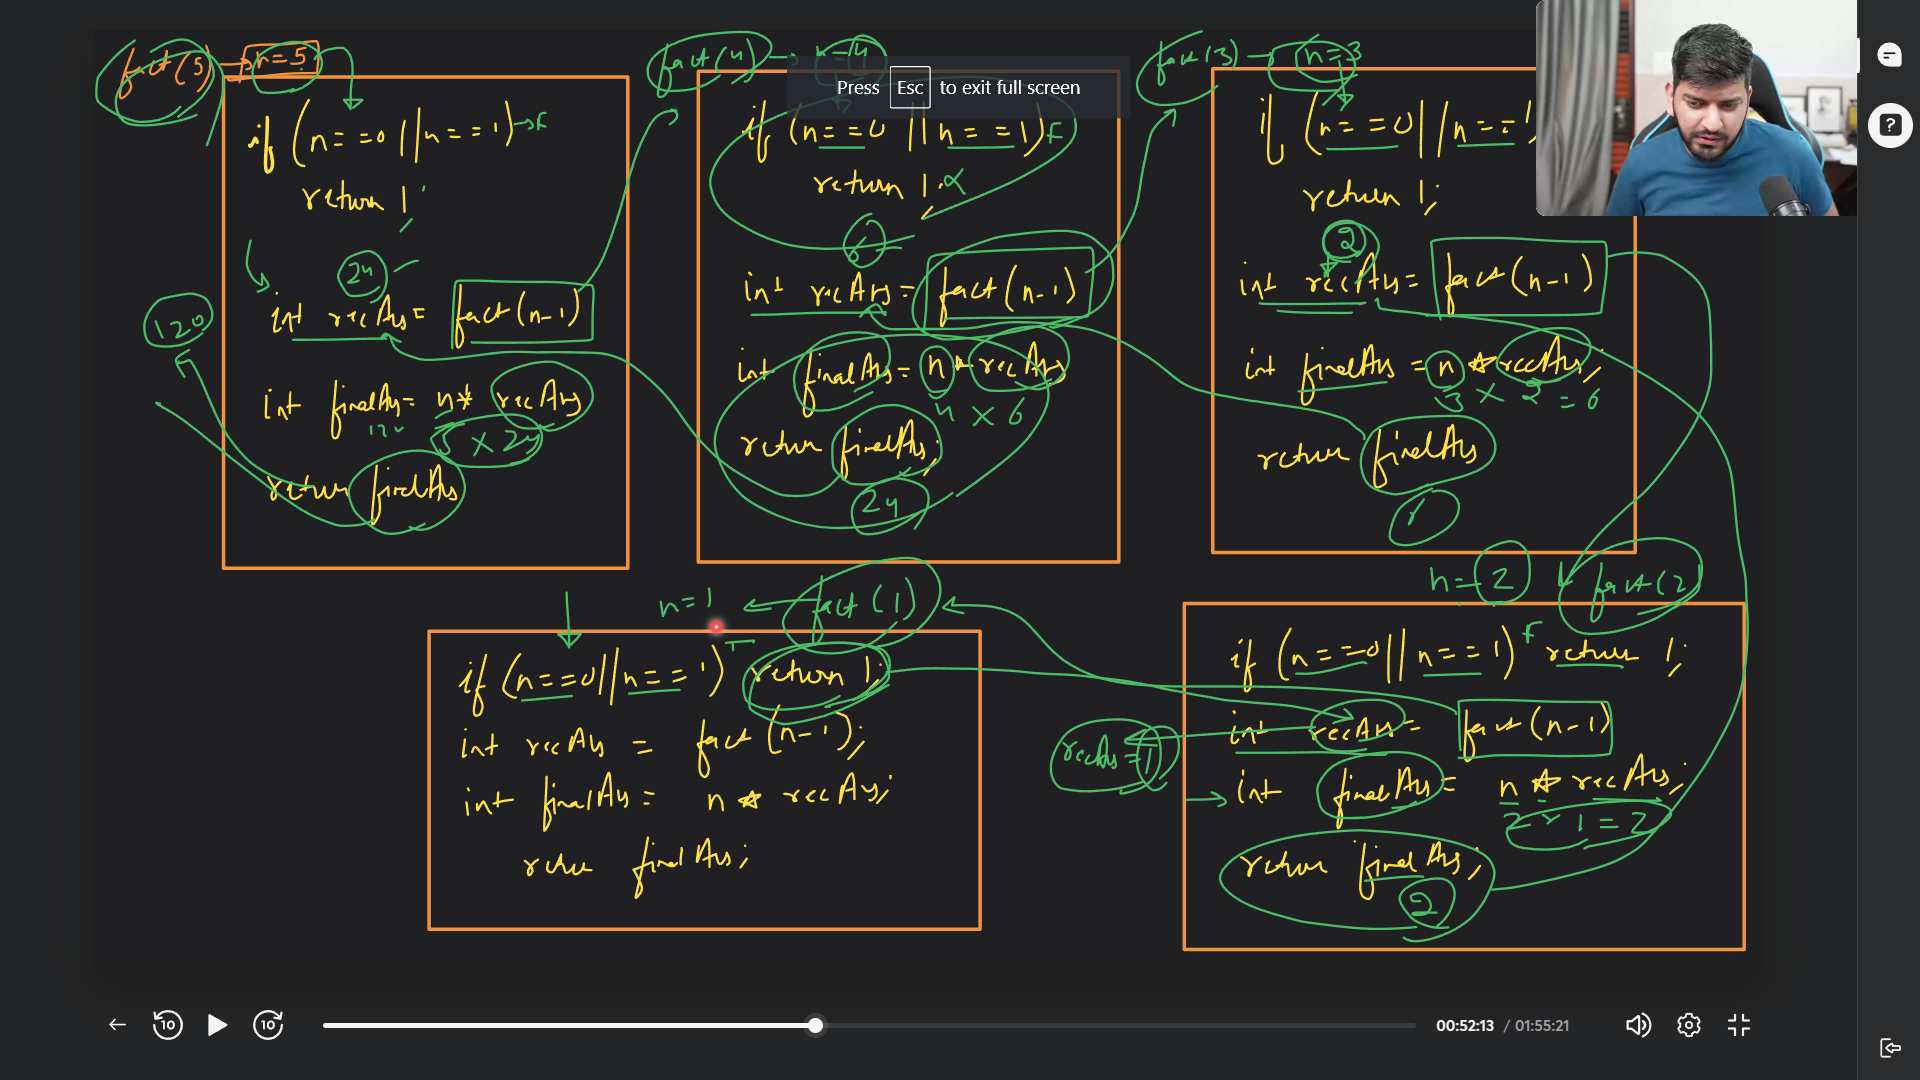 fact(5) → n=5
if (n==0 || n==1) → F
return 1
24
int recAns = fact(n-1)
120
int finalAns = n* recAns
120
5 X 24
return finalAns
fact(4) → n=4
Press Esc to exit full screen
if (n==0 || n==1) F
return 1.
6
int recAns = fact(n-1)
int finalAns = n * recAns
4 X 6
return finalAns;
24
fact(3) → n=3
if (n==0 || n==1
return 1;
2
int recAns = fact(n-1)
int finalAns = n * recAns;
3 X 2 = 6
return finalAns
n=2 fact(2)
if (n==0 || n==1) F return 1;
int recAns = fact(n-1)
recAns = 1
→ int finalAns = n * recAns;
2 * 1 = 2
return finalAns;
2
n=1 ← fact(1)
if (n==0 || n==1) T return 1;
int recAns = fact(n-1);
int finalAns = n * recAns;
return finalAns;
10
10
00:52:13 / 01:55:21